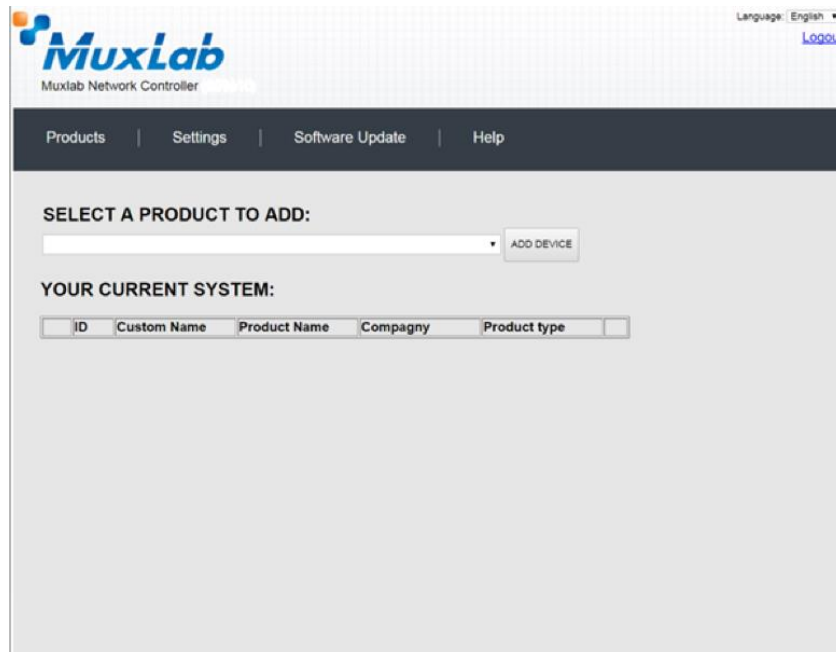 Language: English
Logou
MuxLab
Muxlab Network Controller
Products | Settings | Software Update | Help
SELECT A PRODUCT TO ADD:
ADD DEVICE
YOUR CURRENT SYSTEM:
ID Custom Name Product Name Compagny Product type